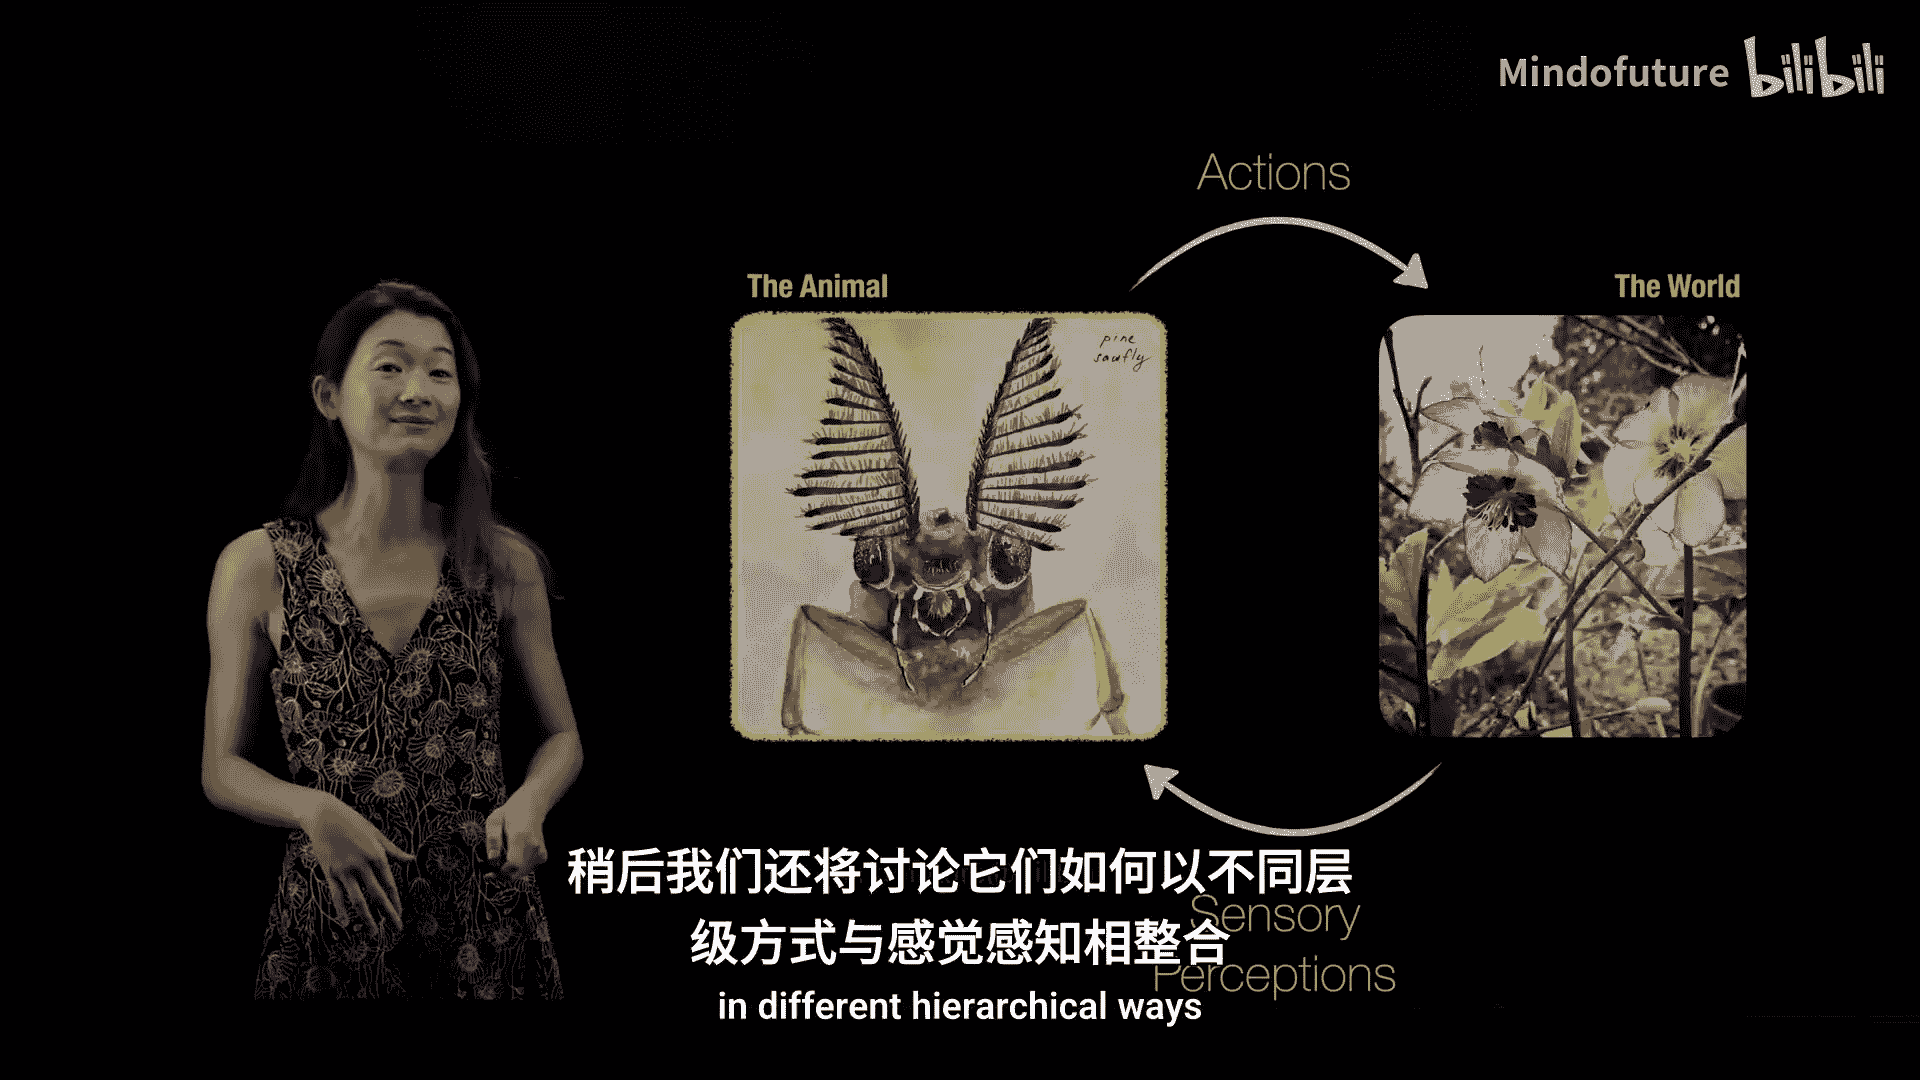 Mindofuture bilibili
Actions
The Animal
The World
pine
sawfly
稍后我们还将讨论它们如何以不同层
级方式与感觉感知相整合
Sensory
Perceptions
in different hierarchical ways